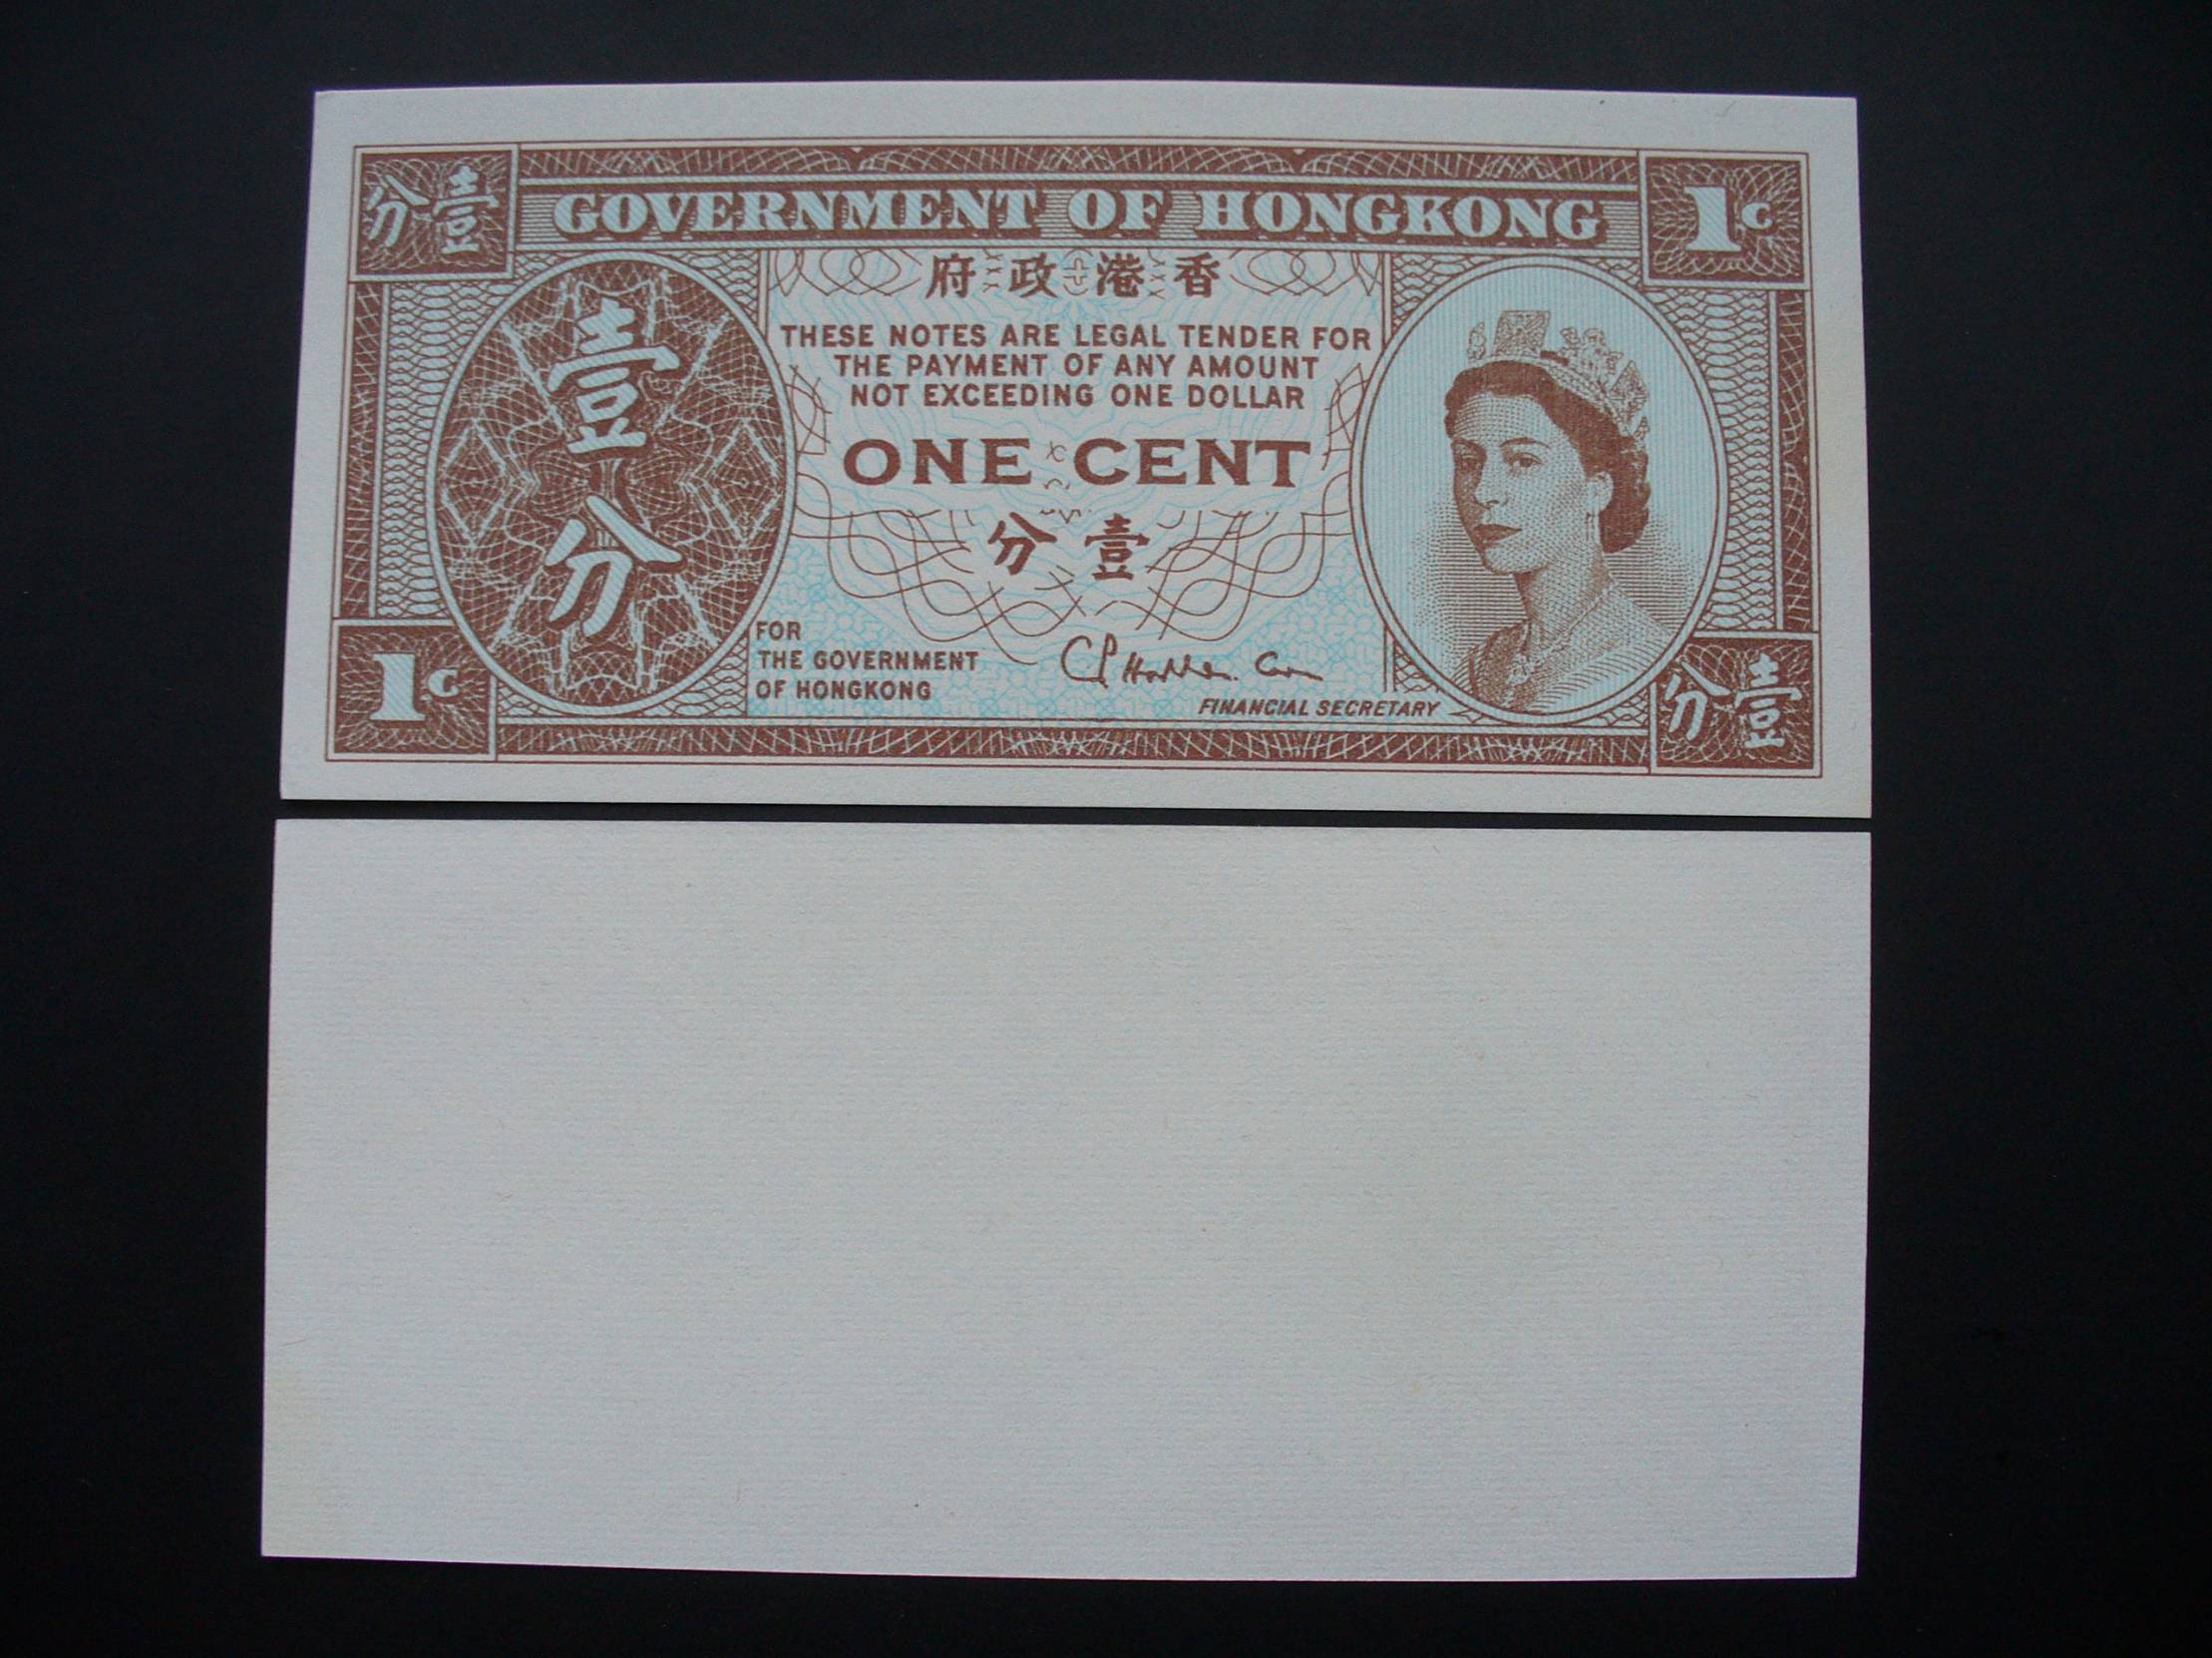 分壹
GOVERNMENT OF HONGKONG
1c
府政港香
THESE NOTES ARE LEGAL TENDER FOR
THE PAYMENT OF ANY AMOUNT
NOT EXCEEDING ONE DOLLAR
ONE CENT
分壹
壹
分
FOR
THE GOVERNMENT
OF HONGKONG
FINANCIAL SECRETARY
1c
分壹